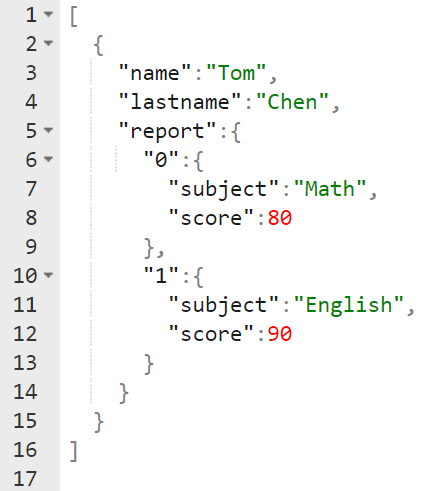 1 [
2 {
3 "name":"Tom",
4 "lastname":"Chen",
5 "report":{
6 "0":{
7 "subject":"Math",
8 "score":80
9 },
10 "1":{
11 "subject":"English",
12 "score":90
13 }
14 }
15 }
16 ]
17